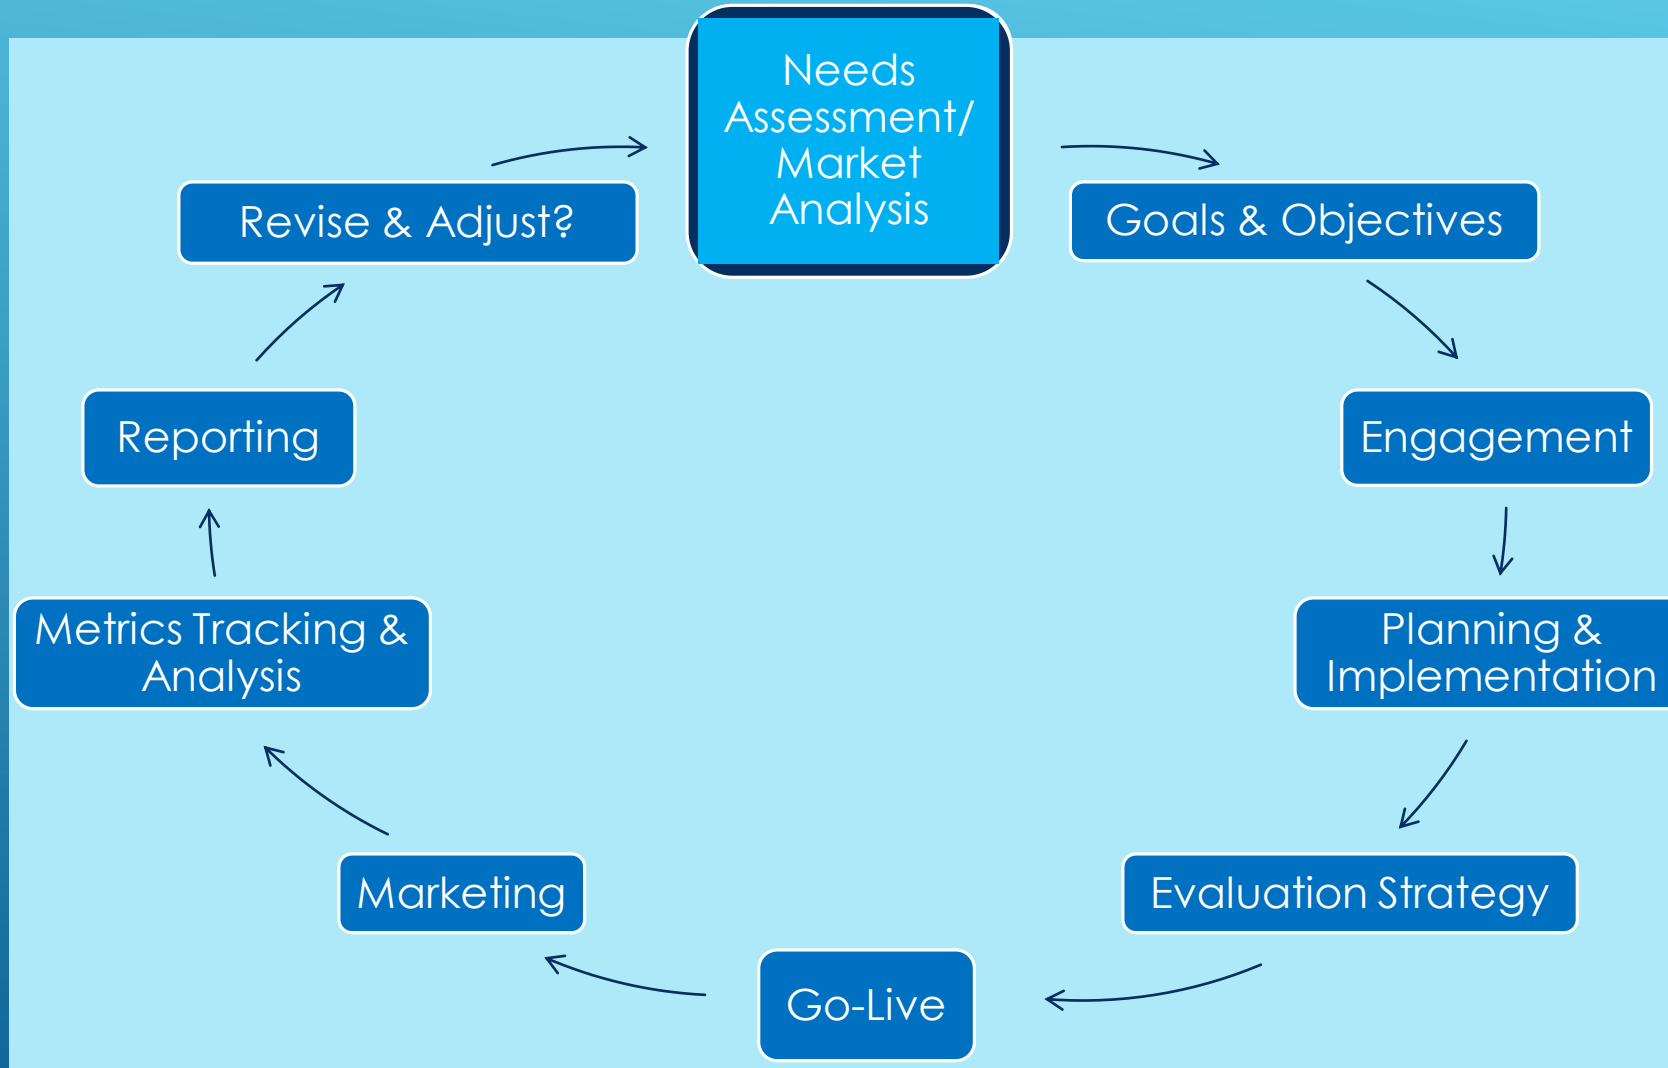 Needs
Assessment/
Market
Analysis
Goals & Objectives
Engagement
Planning &
Implementation
Evaluation Strategy
Go-Live
Marketing
Metrics Tracking &
Analysis
Reporting
Revise & Adjust?